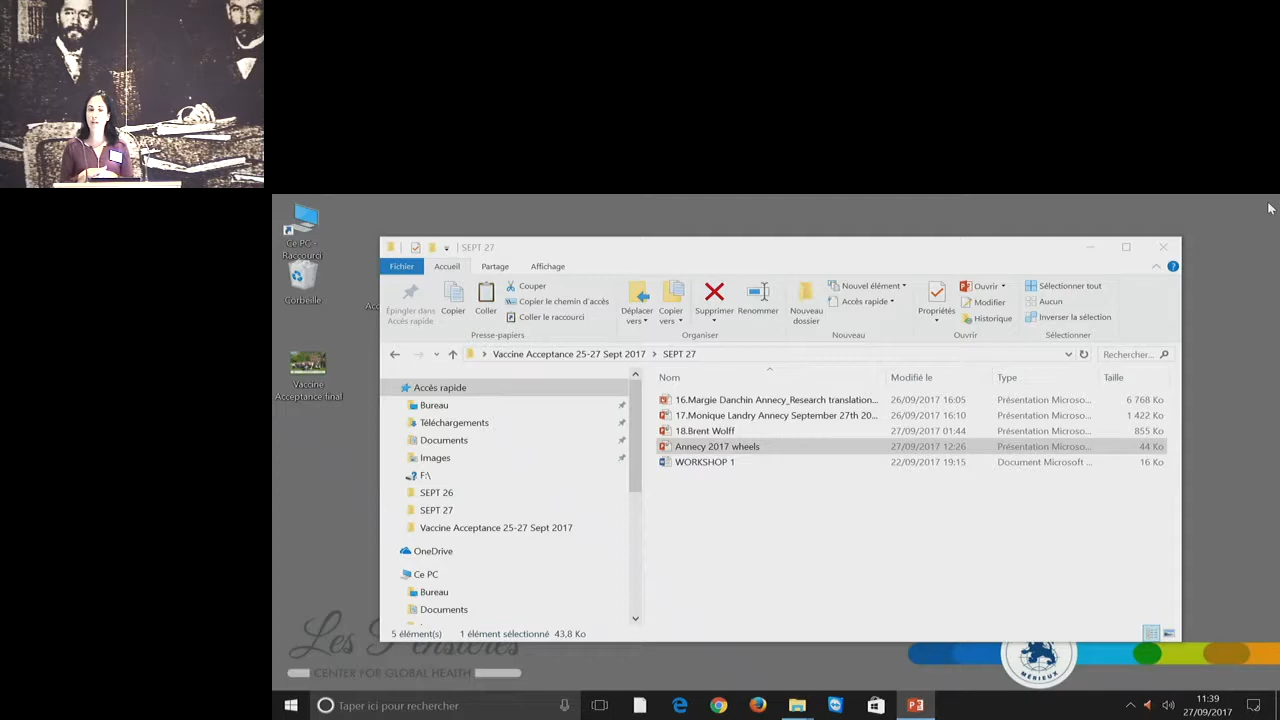 Ce PC -
Raccourci
Corbeille
Vaccine
Acceptance final
SEPT 27
Fichier
Accueil
Partage
Affichage
Épingler dans
Accès rapide
Copier
Coller
Couper
Copier le chemin d'accès
Coller le raccourci
Presse-papiers
Déplacer
vers
Copier
vers
Supprimer
Renommer
Organiser
Nouveau
dossier
Nouvel élément
Accès rapide
Nouveau
Propriétés
Ouvrir
Modifier
Historique
Ouvrir
Sélectionner tout
Aucun
Inverser la sélection
Sélectionner
Vaccine Acceptance 25-27 Sept 2017 > SEPT 27
Rechercher...
Nom Modifié le Type Taille
16.Margie Danchin Annecy_Research translation... 26/09/2017 16:05 Présentation Microso... 6 768 Ko
17.Monique Landry Annecy September 27th 20... 26/09/2017 16:10 Présentation Microso... 1 422 Ko
18.Brent Wolff 27/09/2017 01:44 Présentation Microso... 855 Ko
Annecy 2017 wheels 27/09/2017 12:26 Présentation Microso... 44 Ko
WORKSHOP 1 22/09/2017 19:15 Document Microsoft ... 16 Ko
Accès rapide
Bureau
Téléchargements
Documents
Images
F:\
SEPT 26
SEPT 27
Vaccine Acceptance 25-27 Sept 2017
OneDrive
Ce PC
Bureau
Documents
5 élément(s) 1 élément sélectionné 43,8 Ko
Les Pensières
CENTER FOR GLOBAL HEALTH
MÉRIEUX
Taper ici pour rechercher
11:39
27/09/2017